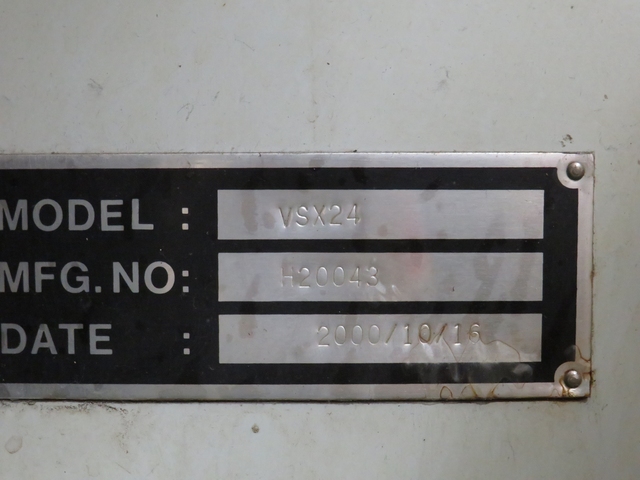 MODEL : VSX24
MFG.NO: H20043
DATE : 2000/10/16